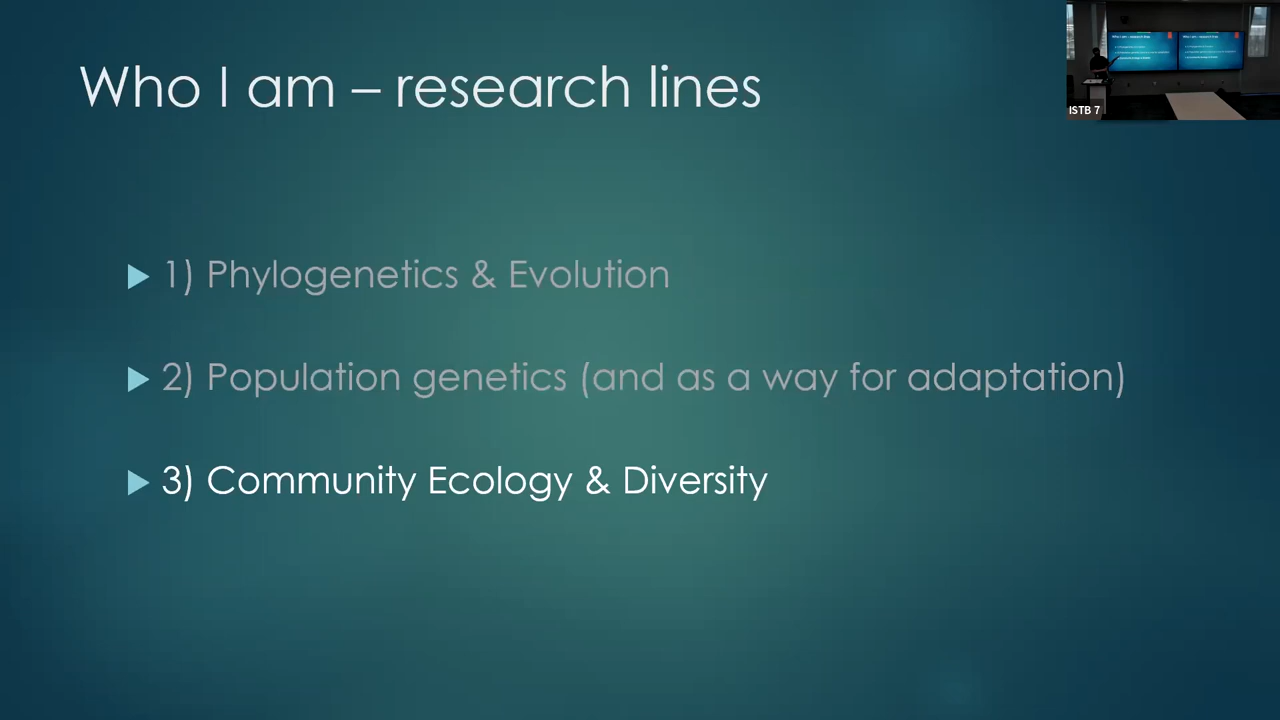 Who I am – research lines
ISTB 7
1) Phylogenetics & Evolution
2) Population genetics (and as a way for adaptation)
3) Community Ecology & Diversity